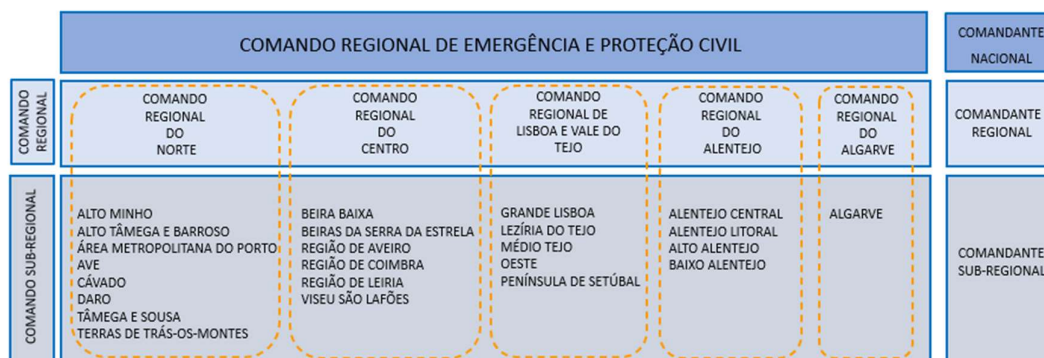 COMANDO REGIONAL DE EMERGÊNCIA E PROTEÇÃO CIVIL
COMANDANTE
NACIONAL
COMANDO
REGIONAL
COMANDO
REGIONAL
DO
NORTE
COMANDO
REGIONAL
DO
CENTRO
COMANDO
REGIONAL DE
LISBOA E VALE DO
TEJO
COMANDO
REGIONAL
DO
ALENTEJO
COMANDO
REGIONAL
DO
ALGARVE
COMANDANTE
REGIONAL
COMANDO SUB-REGIONAL
ALTO MINHO
ALTO TÂMEGA E BARROSO
ÁREA METROPOLITANA DO PORTO
AVE
CÁVADO
DARO
TÂMEGA E SOUSA
TERRAS DE TRÁS-OS-MONTES
BEIRA BAIXA
BEIRAS DA SERRA DA ESTRELA
REGIÃO DE AVEIRO
REGIÃO DE COIMBRA
REGIÃO DE LEIRIA
VISEU SÃO LAFÕES
GRANDE LISBOA
LEZÍRIA DO TEJO
MÉDIO TEJO
OESTE
PENÍNSULA DE SETÚBAL
ALENTEJO CENTRAL
ALENTEJO LITORAL
ALTO ALENTEJO
BAIXO ALENTEJO
ALGARVE
COMANDANTE
SUB-REGIONAL